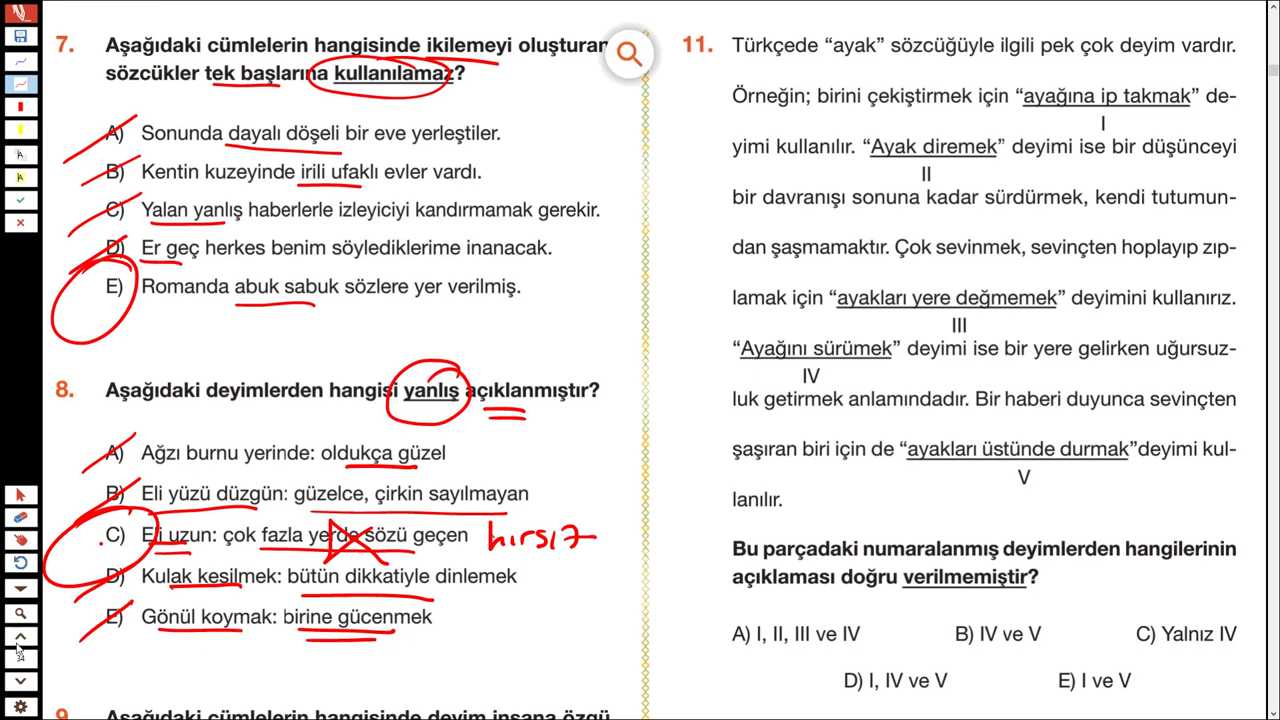 7. Aşağıdaki cümlelerin hangisinde ikilemeyi oluşturan
sözcükler tek başlarına kullanılamaz?
A) Sonunda dayalı döşeli bir eve yerleştiler.
B) Kentin kuzeyinde irili ufaklı evler vardı.
C) Yalan yanlış haberlerle izleyiciyi kandırmamak gerekir.
D) Er geç herkes benim söylediklerime inanacak.
E) Romanda abuk sabuk sözlere yer verilmiş.
8. Aşağıdaki deyimlerden hangisi yanlış açıklanmıştır?
A) Ağzı burnu yerinde: oldukça güzel
B) Eli yüzü düzgün: güzelce, çirkin sayılmayan
C) Eli uzun: çok fazla yerde sözü geçen hırsız
D) Kulak kesilmek: bütün dikkatiyle dinlemek
E) Gönül koymak: birine gücenmek
9. Aşağıdaki cümlelerin hangisinde deyim insana özgü
11. Türkçede “ayak” sözcüğüyle ilgili pek çok deyim vardır.
Örneğin; birini çekiştirmek için “ayağına ip takmak” de-
I
yimi kullanılır. “Ayak diremek” deyimi ise bir düşünceyi
II
bir davranışı sonuna kadar sürdürmek, kendi tutumun-
dan şaşmamaktır. Çok sevinmek, sevinçten hoplayıp zıp-
lamak için “ayakları yere değmemek” deyimini kullanırız.
III
“Ayağını sürümek” deyimi ise bir yere gelirken uğursuz-
IV
luk getirmek anlamındadır. Bir haberi duyunca sevinçten
şaşıran biri için de “ayakları üstünde durmak”deyimi kul-
V
lanılır.
Bu parçadaki numaralanmış deyimlerden hangilerinin
açıklaması doğru verilmemiştir?
A) I, II, III ve IV B) IV ve V C) Yalnız IV
D) I, IV ve V E) I ve V
34